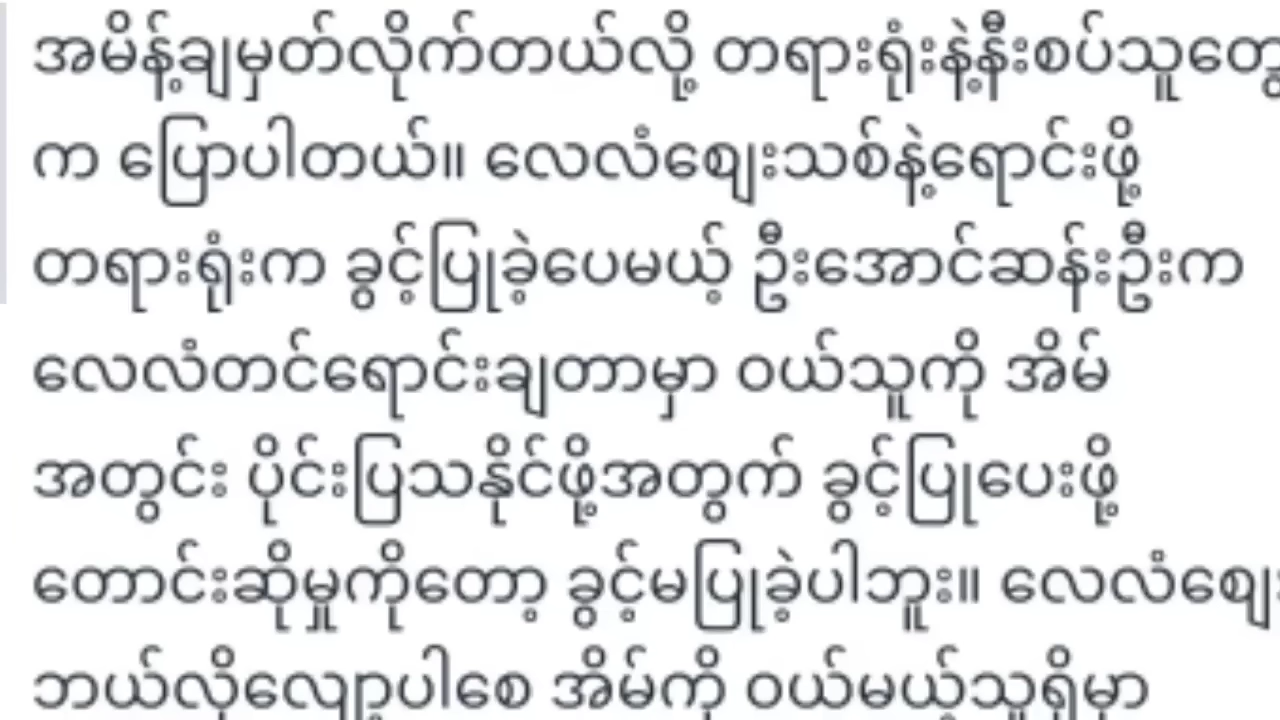 အမိန့်ချမှတ်လိုက်တယ်လို့ တရားရုံးနဲ့နီးစပ်သူတွေ
က ပြောပါတယ်။ လေလံဈေးသစ်နဲ့ရောင်းဖို့
တရားရုံးက ခွင့်ပြုခဲ့ပေမယ့် ဦးအောင်ဆန်းဦးက
လေလံတင်ရောင်းချတာမှာ ဝယ်သူကို အိမ်
အတွင်း ပိုင်းပြသနိုင်ဖို့အတွက် ခွင့်ပြုပေးဖို့
တောင်းဆိုမှုကိုတော့ ခွင့်မပြုခဲ့ပါဘူး။ လေလံဈေး
ဘယ်လိုလျော့ပါစေ အိမ်ကို ဝယ်မယ့်သူရှိမှာ